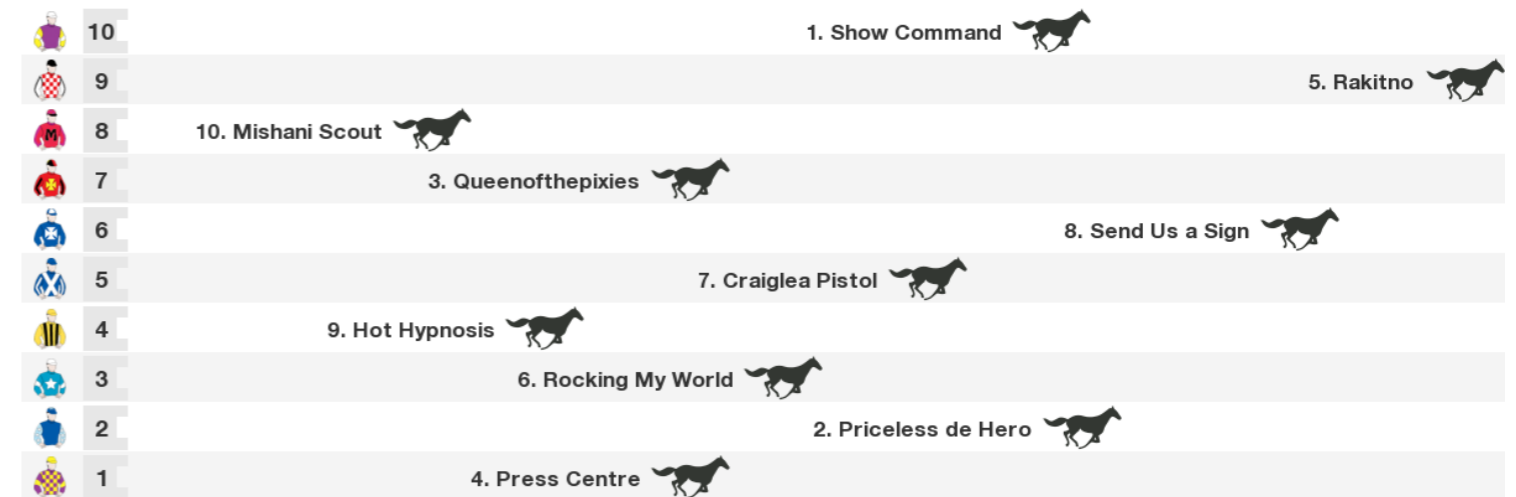 10 1. Show Command
9 5. Rakitno
M 8 10. Mishani Scout
7 3. Queenofthepixies
6 8. Send Us a Sign
5 7. Craiglea Pistol
4 9. Hot Hypnosis
3 6. Rocking My World
2 2. Priceless de Hero
1 4. Press Centre